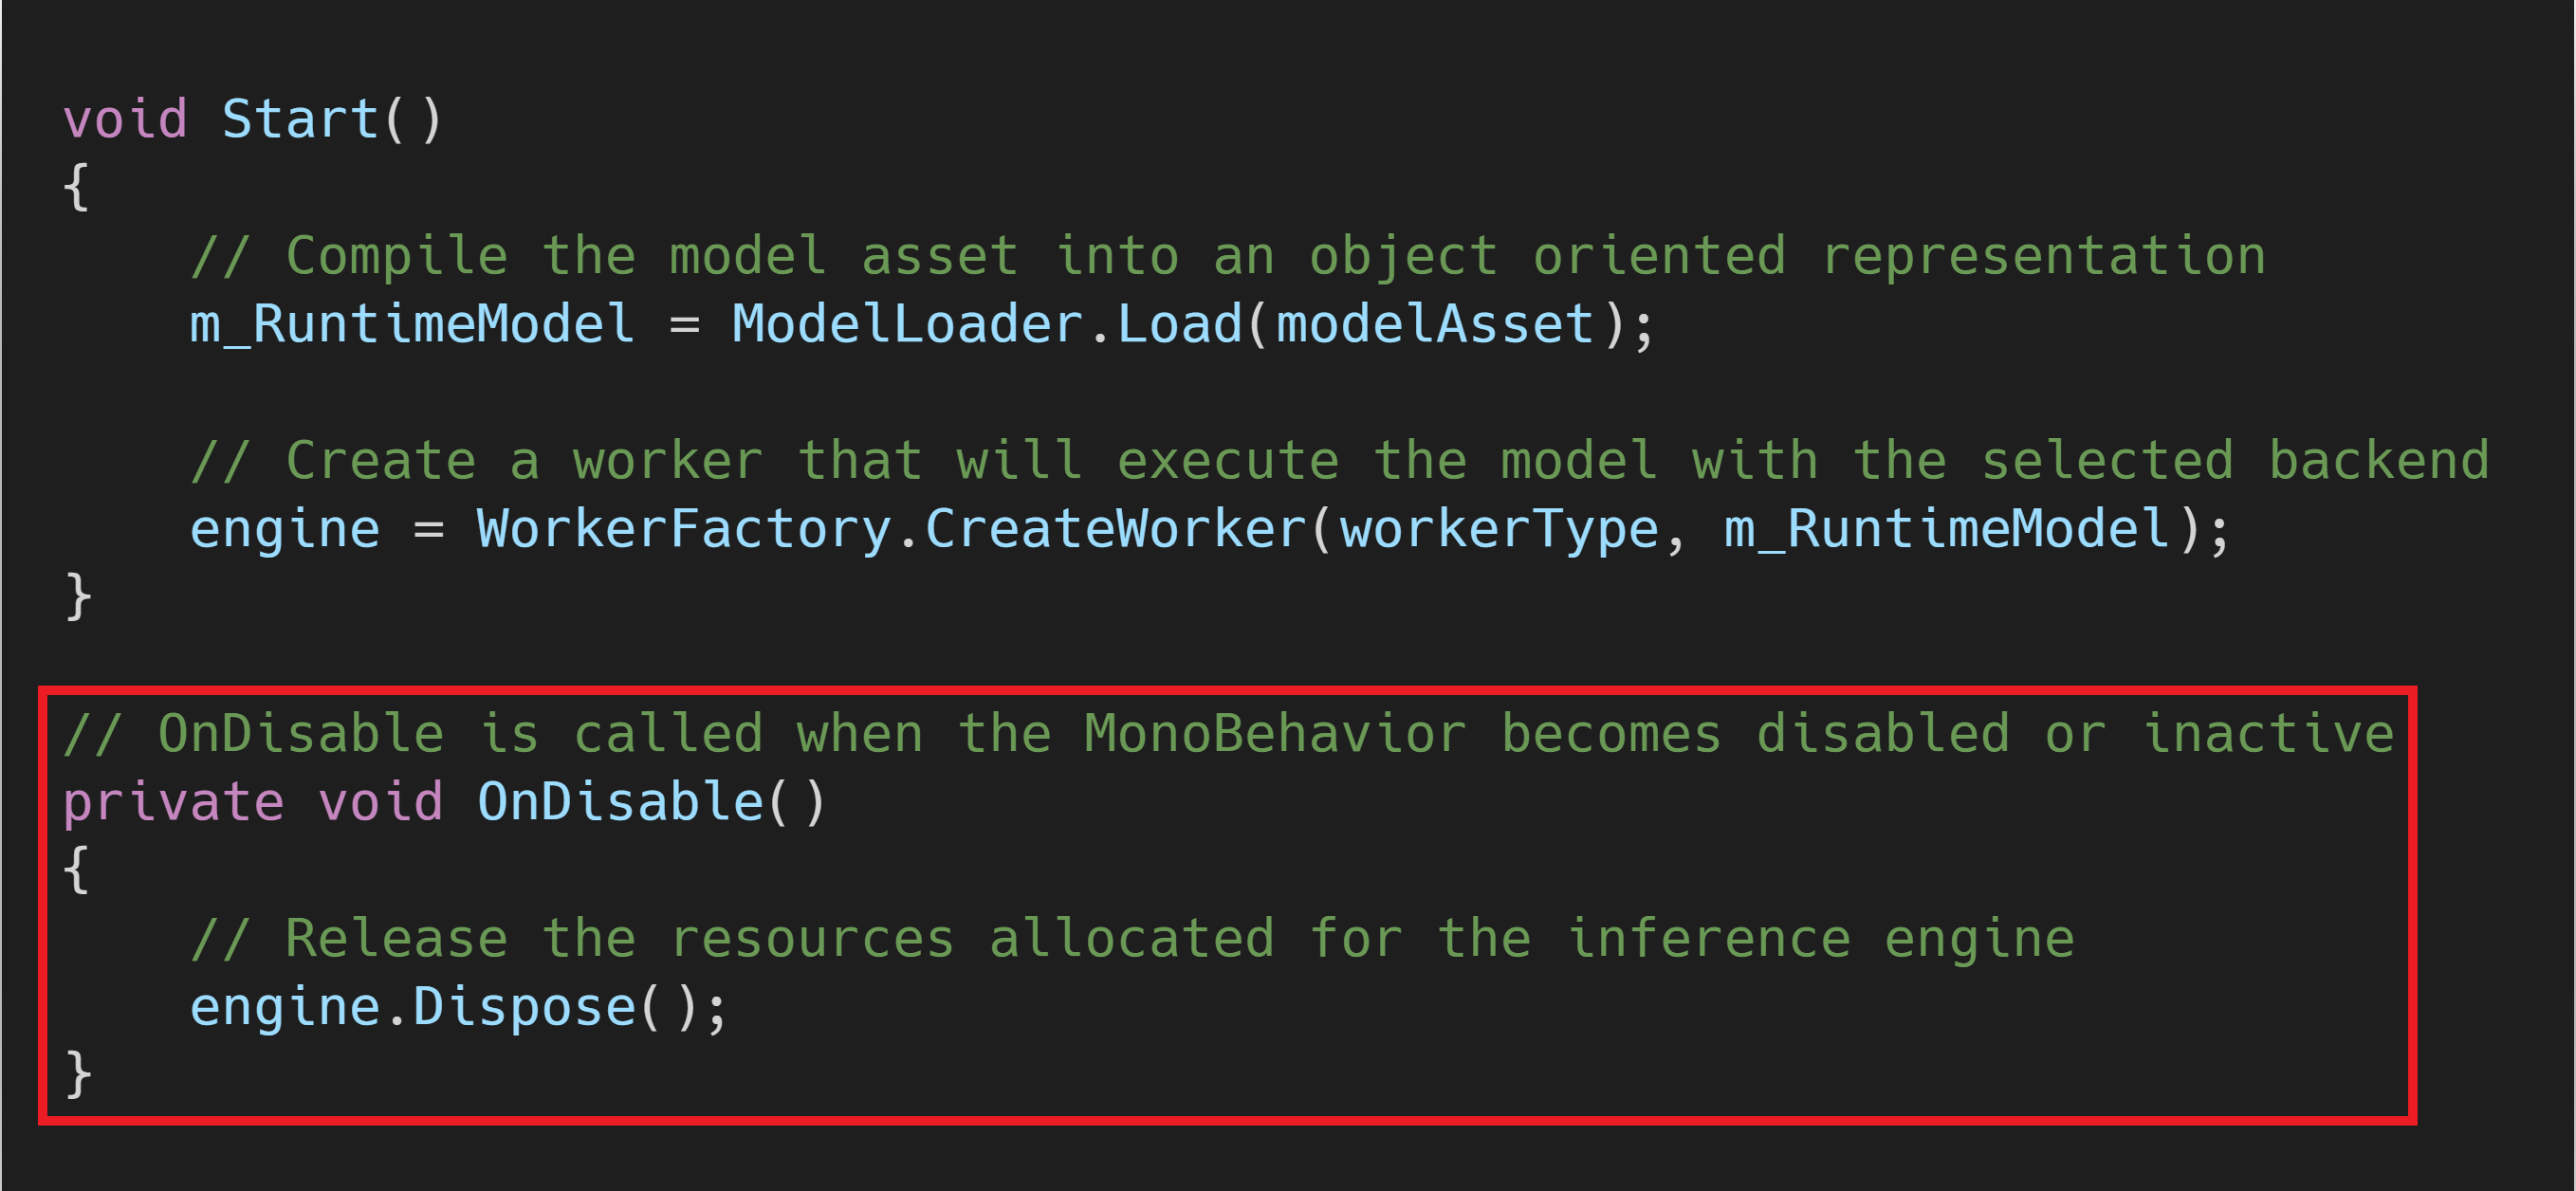 void Start()
{
    // Compile the model asset into an object oriented representation
    m_RuntimeModel = ModelLoader.Load(modelAsset);

    // Create a worker that will execute the model with the selected backend
    engine = WorkerFactory.CreateWorker(workerType, m_RuntimeModel);
}

// OnDisable is called when the MonoBehavior becomes disabled or inactive
private void OnDisable()
{
    // Release the resources allocated for the inference engine
    engine.Dispose();
}